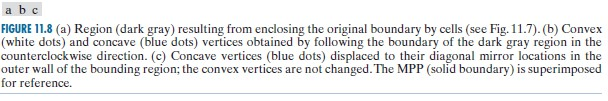 a b c
FIGURE 11.8 (a) Region (dark gray) resulting from enclosing the original boundary by cells (see Fig. 11.7). (b) Convex
(white dots) and concave (blue dots) vertices obtained by following the boundary of the dark gray region in the
counterclockwise direction. (c) Concave vertices (blue dots) displaced to their diagonal mirror locations in the
outer wall of the bounding region; the convex vertices are not changed. The MPP (solid boundary) is superimposed
for reference.